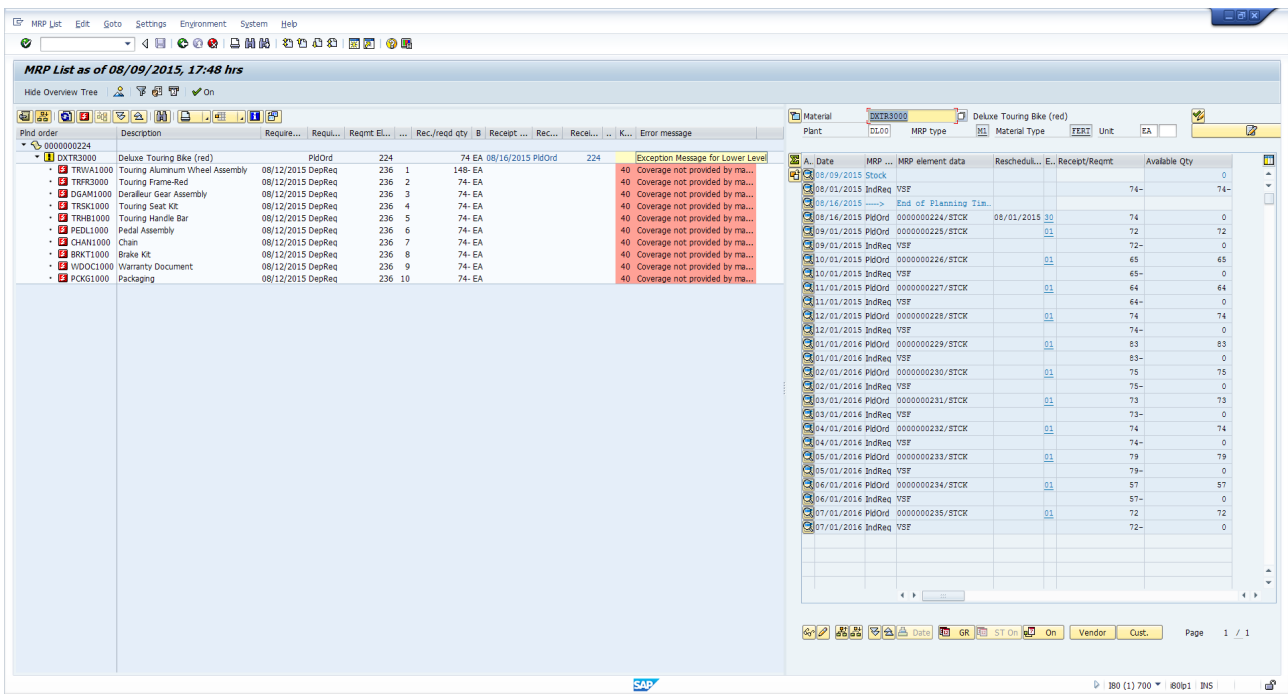 MRP List Edit Goto Settings Environment System Help
MRP List as of 08/09/2015, 17:48 hrs
Hide Overview Tree On
Plnd order Description Require... Requi... Reqmt El... ... Rec./reqd qty B Receipt ... Rec... Recei... .. K... Error message
0000000224
DXTR3000 Deluxe Touring Bike (red) PldOrd 224 74 EA 08/16/2015 PldOrd 224 Exception Message for Lower Level
TRWA1000 Touring Aluminum Wheel Assembly 08/12/2015 DepReq 236 1 148- EA 40 Coverage not provided by ma...
TRFR3000 Touring Frame-Red 08/12/2015 DepReq 236 2 74- EA 40 Coverage not provided by ma...
DGAM1000 Derailleur Gear Assembly 08/12/2015 DepReq 236 3 74- EA 40 Coverage not provided by ma...
TRSK1000 Touring Seat Kit 08/12/2015 DepReq 236 4 74- EA 40 Coverage not provided by ma...
TRHB1000 Touring Handle Bar 08/12/2015 DepReq 236 5 74- EA 40 Coverage not provided by ma...
PEDL1000 Pedal Assembly 08/12/2015 DepReq 236 6 74- EA 40 Coverage not provided by ma...
CHAN1000 Chain 08/12/2015 DepReq 236 7 74- EA 40 Coverage not provided by ma...
BRKT1000 Brake Kit 08/12/2015 DepReq 236 8 74- EA 40 Coverage not provided by ma...
WDOC1000 Warranty Document 08/12/2015 DepReq 236 9 74- EA 40 Coverage not provided by ma...
PCKG1000 Packaging 08/12/2015 DepReq 236 10 74- EA 40 Coverage not provided by ma...
Material DXTR3000 Deluxe Touring Bike (red)
Plant DL00 MRP type M1 Material Type FERT Unit EA
A.. Date MRP ... MRP element data Rescheduli... E.. Receipt/Reqmt Available Qty
08/09/2015 Stock 0
08/01/2015 IndReq VSF 74- 74-
08/16/2015 -----> End of Planning Tim…
08/16/2015 PldOrd 0000000224/STCK 08/01/2015 30 74 0
09/01/2015 PldOrd 0000000225/STCK 01 72 72
09/01/2015 IndReq VSF 72- 0
10/01/2015 PldOrd 0000000226/STCK 01 65 65
10/01/2015 IndReq VSF 65- 0
11/01/2015 PldOrd 0000000227/STCK 01 64 64
11/01/2015 IndReq VSF 64- 0
12/01/2015 PldOrd 0000000228/STCK 01 74 74
12/01/2015 IndReq VSF 74- 0
01/01/2016 PldOrd 0000000229/STCK 01 83 83
01/01/2016 IndReq VSF 83- 0
02/01/2016 PldOrd 0000000230/STCK 01 75 75
02/01/2016 IndReq VSF 75- 0
03/01/2016 PldOrd 0000000231/STCK 01 73 73
03/01/2016 IndReq VSF 73- 0
04/01/2016 PldOrd 0000000232/STCK 01 74 74
04/01/2016 IndReq VSF 74- 0
05/01/2016 PldOrd 0000000233/STCK 01 79 79
05/01/2016 IndReq VSF 79- 0
06/01/2016 PldOrd 0000000234/STCK 01 57 57
06/01/2016 IndReq VSF 57- 0
07/01/2016 PldOrd 0000000235/STCK 01 72 72
07/01/2016 IndReq VSF 72- 0
Date GR ST On On Vendor Cust. Page 1 / 1
SAP I80 (1) 700 i80lp1 INS